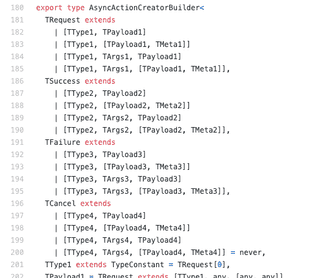 180 export type AsyncActionCreatorBuilder<
181 TRequest extends
182 | [TType1, TPayload1]
183 | [TType1, [TPayload1, TMeta1]]
184 | [TType1, TArgs1, TPayload1]
185 | [TType1, TArgs1, [TPayload1, TMeta1]],
186 TSuccess extends
187 | [TType2, TPayload2]
188 | [TType2, [TPayload2, TMeta2]]
189 | [TType2, TArgs2, TPayload2]
190 | [TType2, TArgs2, [TPayload2, TMeta2]],
191 TFailure extends
192 | [TType3, TPayload3]
193 | [TType3, [TPayload3, TMeta3]]
194 | [TType3, TArgs3, TPayload3]
195 | [TType3, TArgs3, [TPayload3, TMeta3]],
196 TCancel extends
197 | [TType4, TPayload4]
198 | [TType4, [TPayload4, TMeta4]]
199 | [TType4, TArgs4, TPayload4]
200 | [TType4, TArgs4, [TPayload4, TMeta4]] = never,
201 TType1 extends TypeConstant = TRequest[0],
202 TPayload1 = TRequest extends [TType1, any, [any, any]]